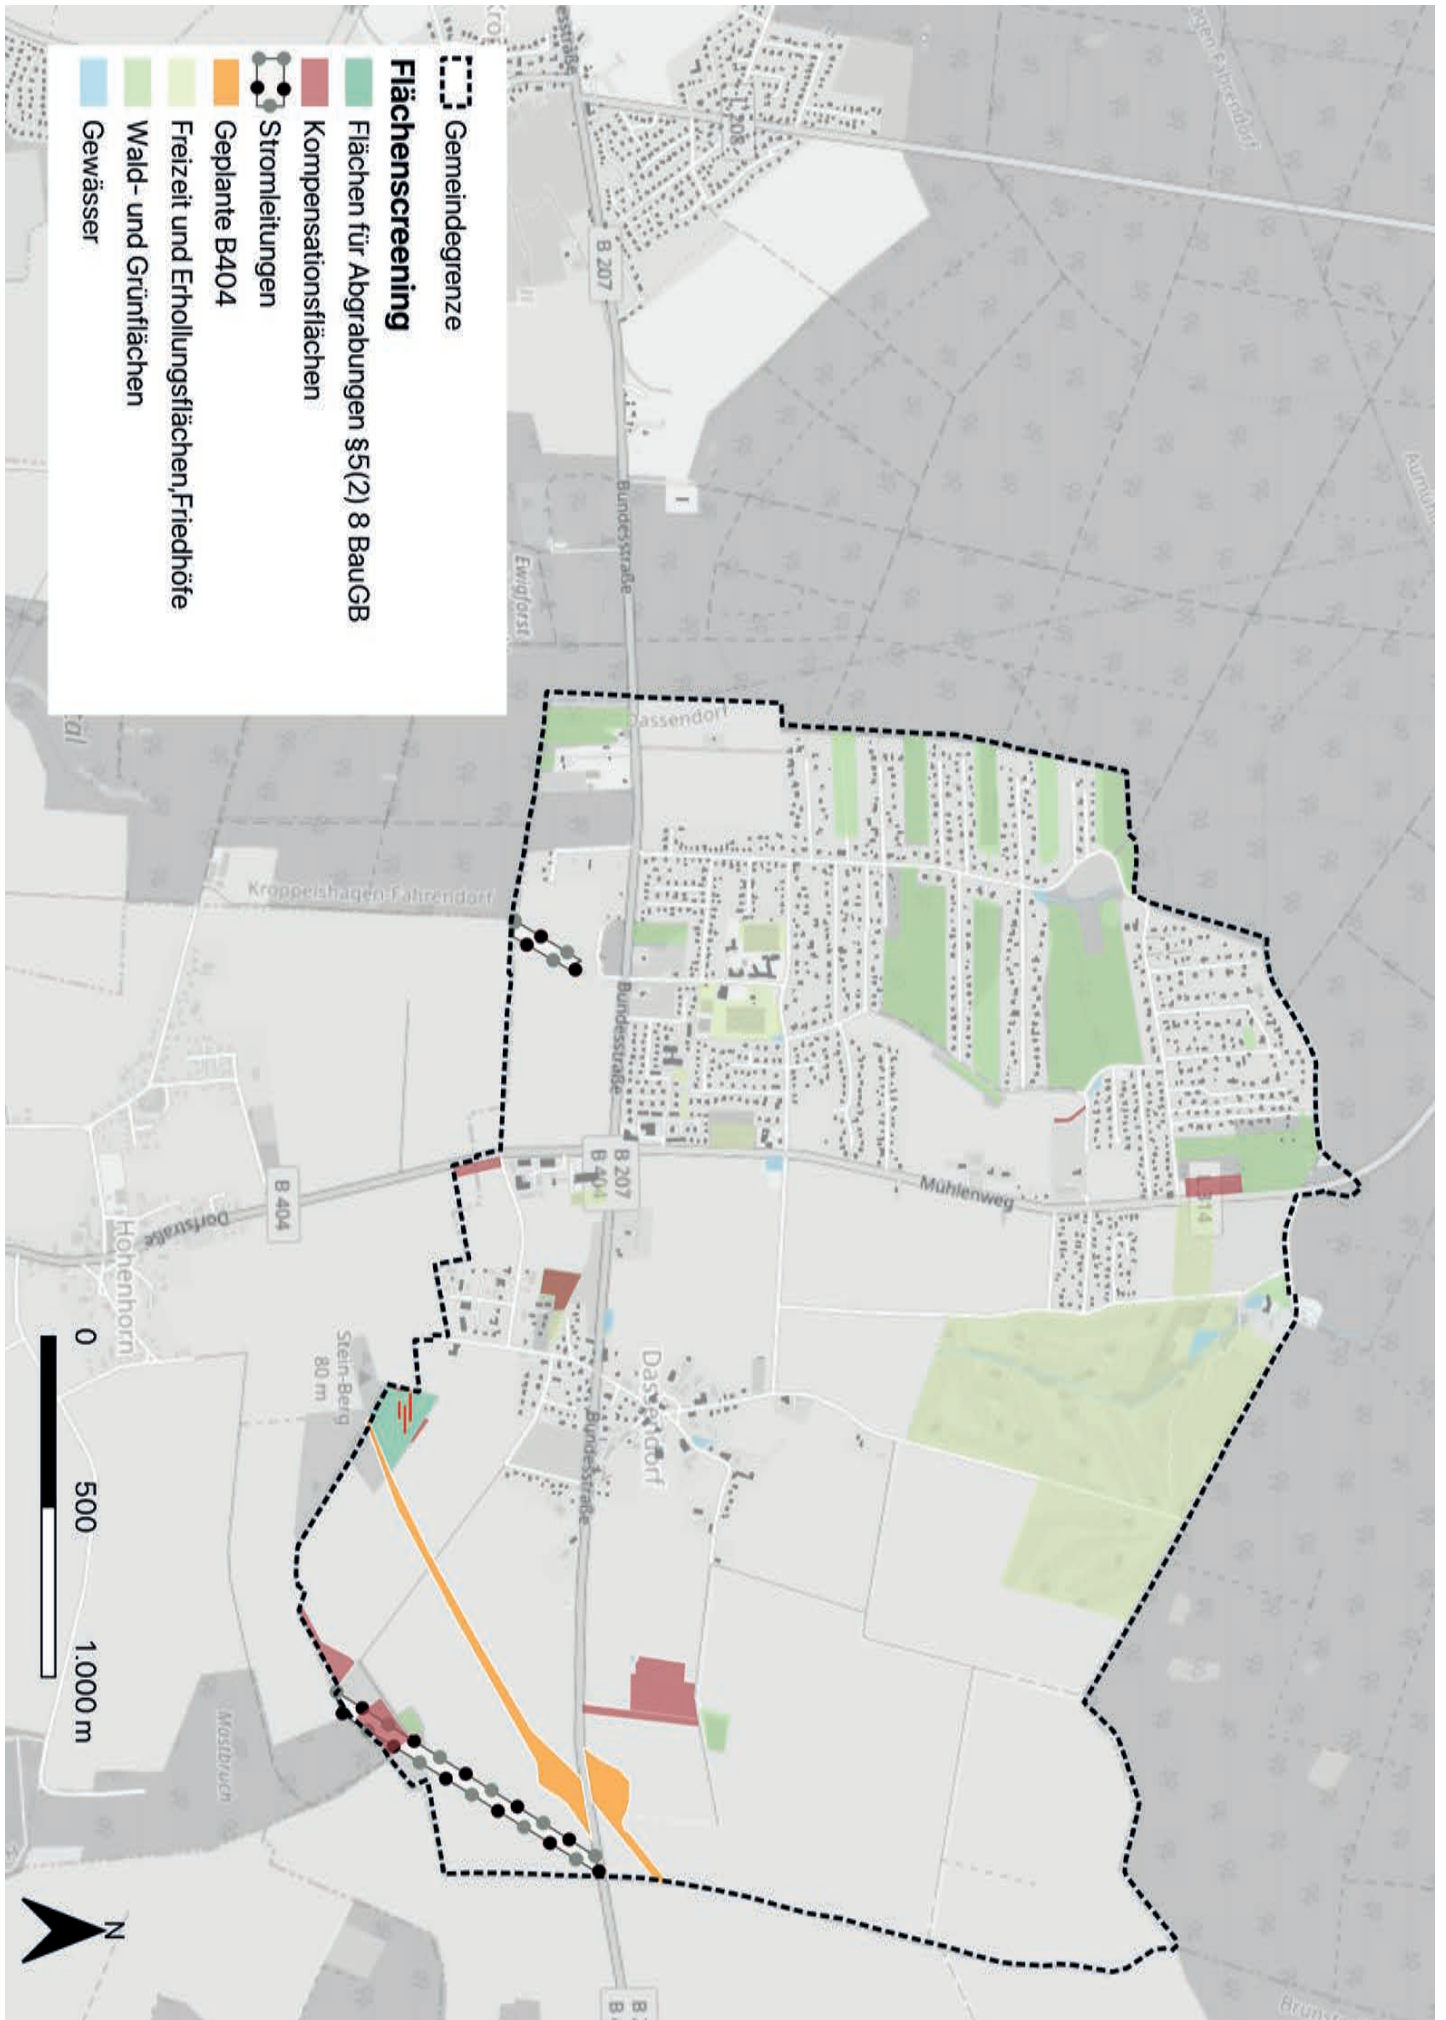 Gemeindegrenze
Flächenscreening
Flächen für Abgrabungen §5(2) 8 BauGB
Kompensationsflächen
Stromleitungen
Geplante B404
Freizeit und Erhollungsflächen,Friedhöfe
Wald- und Grünflächen
Gewässer
L 208
B 207
Bundesstraße
Ewigforst
Dassendorf
Kröppelshagen-Fahrendorf
Bundesstraße
B 207
B 404
Mühlenweg
B 404
Dorfstraße
Hohenhorn
Stein-Berg
80 m
Dassendorf
Bundesstraße
Mastbruch
0
500
1.000 m
N